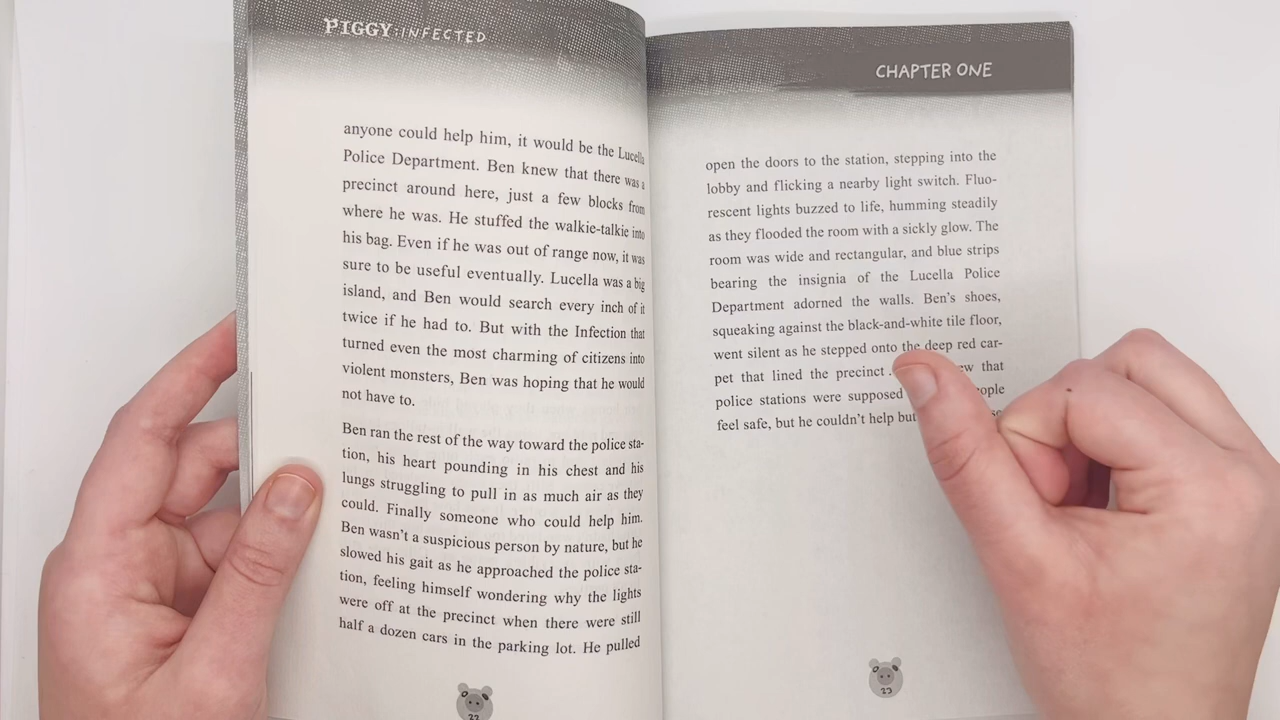 PIGGY:INFECTED
anyone could help him, it would be the Lucella
Police Department. Ben knew that there was a
precinct around here, just a few blocks from
where he was. He stuffed the walkie-talkie into
his bag. Even if he was out of range now, it was
sure to be useful eventually. Lucella was a big
island, and Ben would search every inch of it
twice if he had to. But with the Infection that
turned even the most charming of citizens into
violent monsters, Ben was hoping that he would
not have to.
Ben ran the rest of the way toward the police sta-
tion, his heart pounding in his chest and his
lungs struggling to pull in as much air as they
could. Finally someone who could help him.
Ben wasn't a suspicious person by nature, but he
slowed his gait as he approached the police sta-
tion, feeling himself wondering why the lights
were off at the precinct when there were still
half a dozen cars in the parking lot. He pulled
22
CHAPTER ONE
open the doors to the station, stepping into the
lobby and flicking a nearby light switch. Fluo-
rescent lights buzzed to life, humming steadily
as they flooded the room with a sickly glow. The
room was wide and rectangular, and blue strips
bearing the insignia of the Lucella Police
Department adorned the walls. Ben's shoes,
squeaking against the black-and-white tile floor,
went silent as he stepped onto the deep red car-
pet that lined the precinct. that
police stations were supposed
feel safe, but he couldn't help but
23